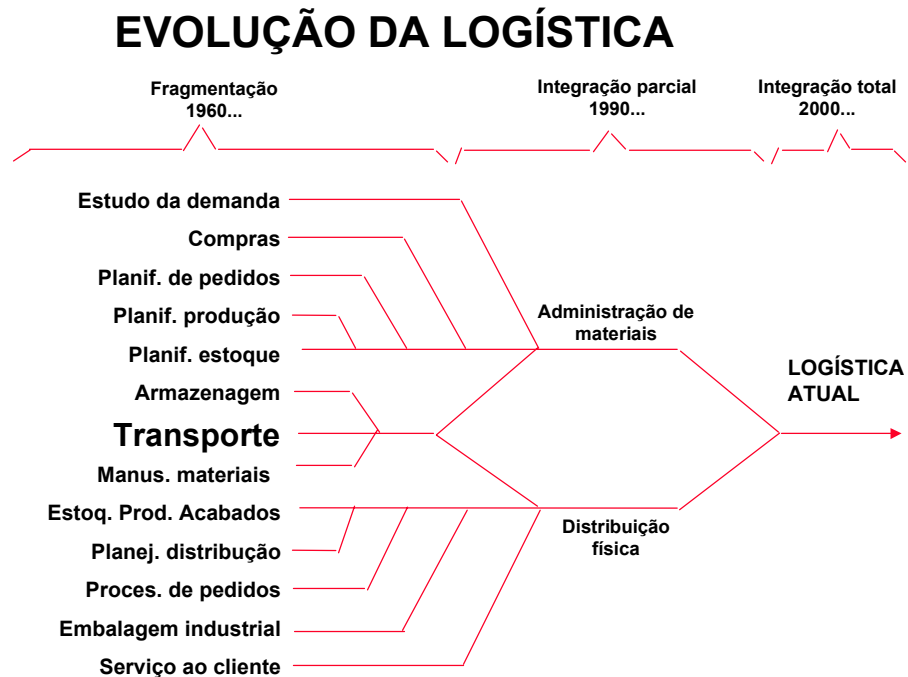 EVOLUÇÃO DA LOGÍSTICA
Fragmentação
1960...
Integração parcial
1990...
Integração total
2000...
Estudo da demanda
Compras
Planif. de pedidos
Planif. produção
Planif. estoque
Armazenagem
Transporte
Manus. materiais
Estoq. Prod. Acabados
Planej. distribução
Proces. de pedidos
Embalagem industrial
Serviço ao cliente
Administração de
materiais
Distribuição
física
LOGÍSTICA
ATUAL